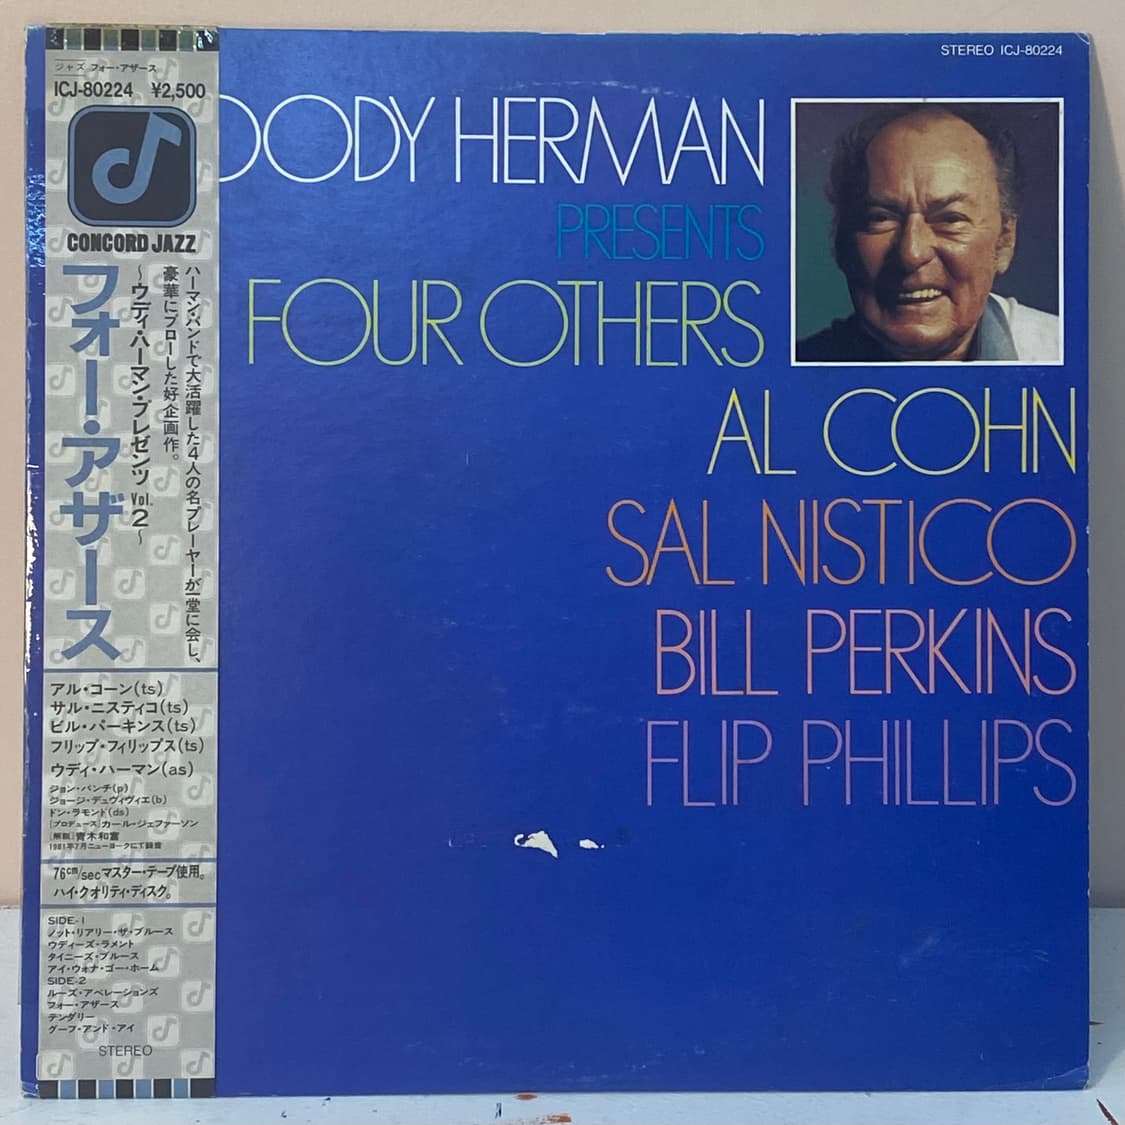 STEREO ICJ-80224
OODY HERMAN
PRESENTS
FOUR OTHERS
AL COHN
SAL NISTICO
BILL PERKINS
FLIP PHILLIPS
ジャズ フォー・アザース
ICJ-80224 ¥2,500
CONCORD JAZZ
ハーマン・バンドで大活躍した4人の名プレーヤーが一堂に会し、
豪華にブローした好企画作。
〜ウディ・ハーマン・プレゼンツ Vol.2〜
フォー・アザース
アル・コーン(ts)
サル・ニスティコ(ts)
ビル・パーキンス(ts)
フリップ・フィリップス(ts)
ウディ・ハーマン(as)
ジョン・バンチ(p)
ジョージ・デュヴィヴィエ(b)
ドン・ラモンド(ds)
[プロデュース]カール・ジェファーソン
[解説]青木和富
1981年7月ニューヨークにて録音
76cm/secマスター・テープ使用。
ハイ・クオリティ・ディスク。
SIDE-1
ノット・リアリー・ザ・ブルース
ウディーズ・ラメント
タイニーズ・ブルース
アイ・ウォナ・ゴー・ホーム
SIDE-2
ルーズ・アベレーションズ
フォー・アザース
テンダリー
グーフ・アンド・アイ
STEREO